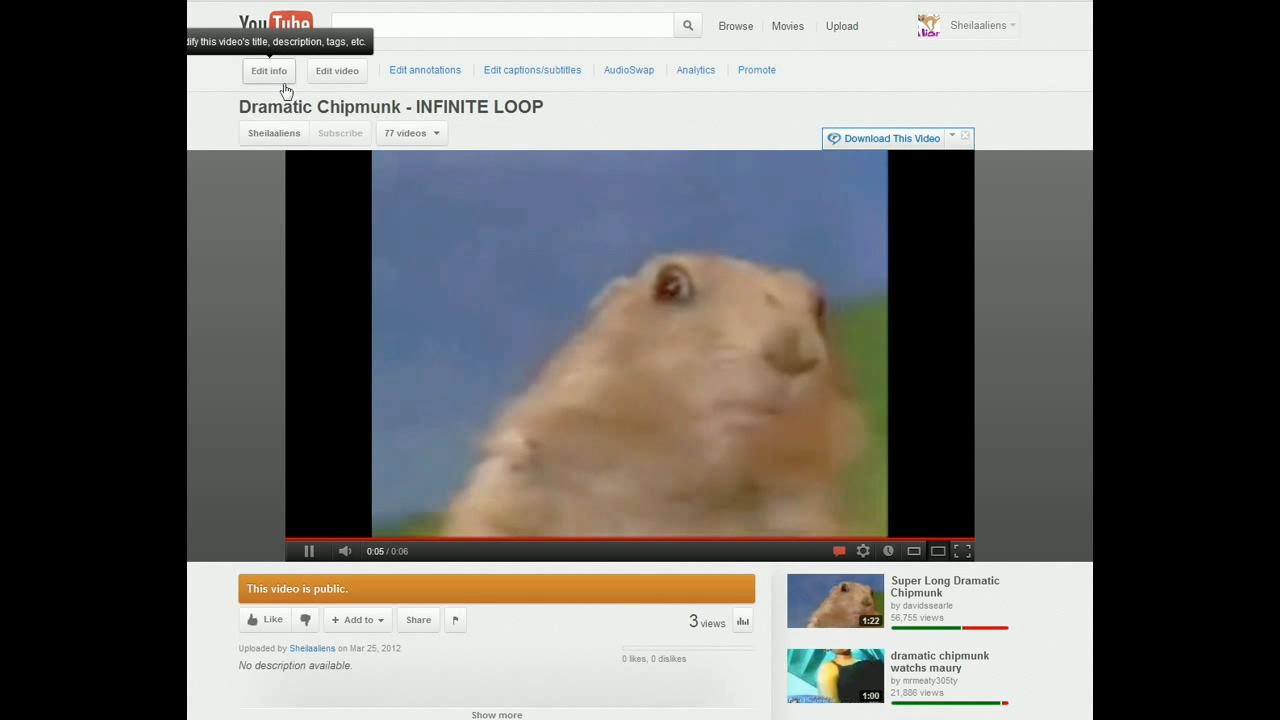 YouTube
Browse
Movies
Upload
Sheilaaliens
dify this video's title, description, tags, etc.
Edit info
Edit video
Edit annotations
Edit captions/subtitles
AudioSwap
Analytics
Promote
Dramatic Chipmunk - INFINITE LOOP
Sheilaaliens
Subscribe
77 videos
Download This Video
0:05 / 0:06
This video is public.
Like
+ Add to
Share
3 views
Uploaded by Sheilaaliens on Mar 25, 2012
0 likes, 0 dislikes
No description available.
Show more
1:22
Super Long Dramatic
Chipmunk
by davidssearle
56,755 views
1:00
dramatic chipmunk
watchs maury
by mrmeaty305ty
21,886 views